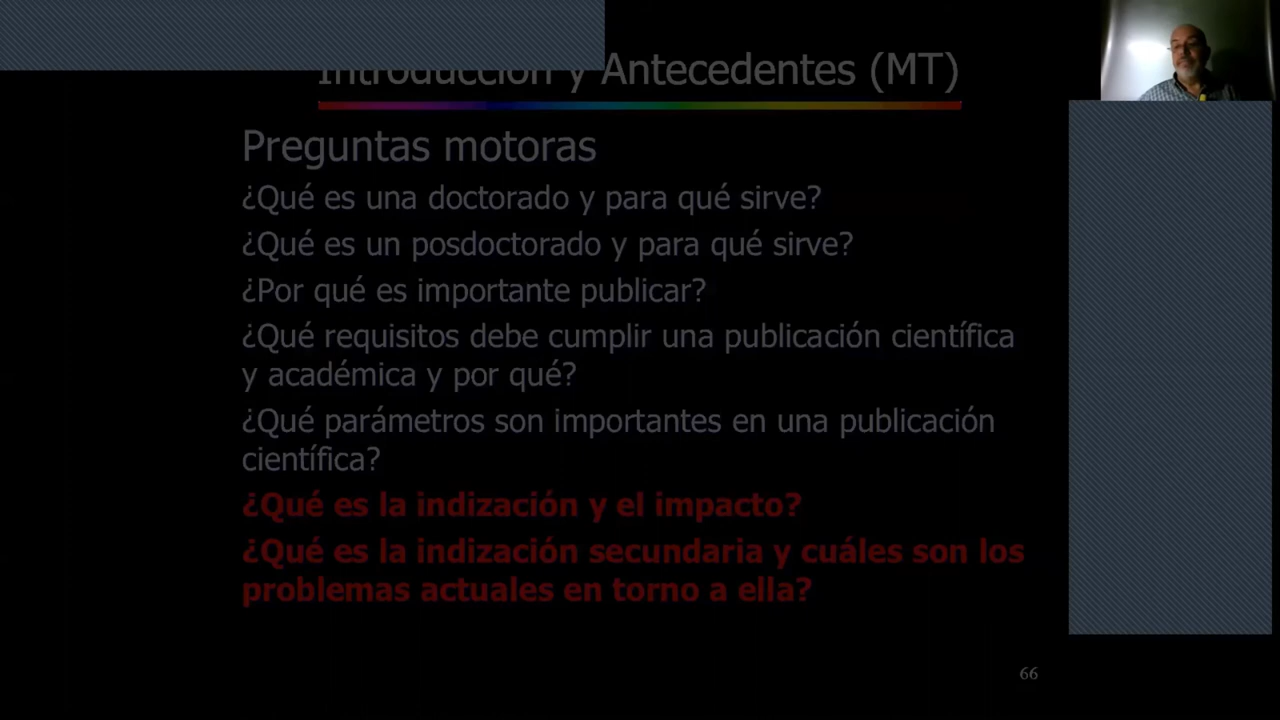 Introducción y Antecedentes (MT)
Preguntas motoras
¿Qué es una doctorado y para qué sirve?
¿Qué es un posdoctorado y para qué sirve?
¿Por qué es importante publicar?
¿Qué requisitos debe cumplir una publicación científica
y académica y por qué?
¿Qué parámetros son importantes en una publicación
científica?
¿Qué es la indización y el impacto?
¿Qué es la indización secundaria y cuáles son los
problemas actuales en torno a ella?
66